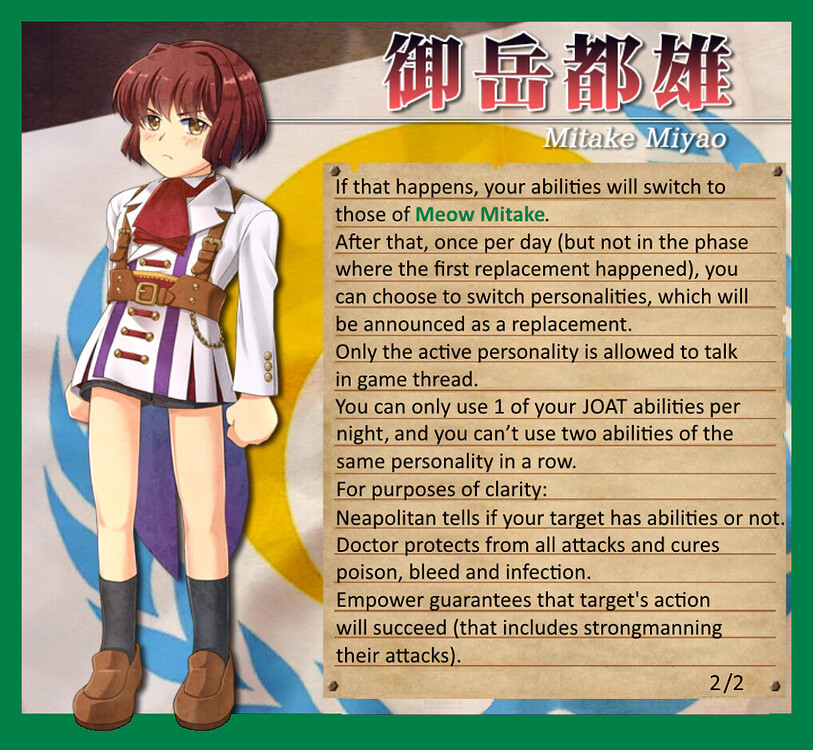 御岳都雄
Mitake Miyao
If that happens, your abilities will switch to
those of Meow Mitake.
After that, once per day (but not in the phase
where the first replacement happened), you
can choose to switch personalities, which will
be announced as a replacement.
Only the active personality is allowed to talk
in game thread.
You can only use 1 of your JOAT abilities per
night, and you can’t use two abilities of the
same personality in a row.
For purposes of clarity:
Neapolitan tells if your target has abilities or not.
Doctor protects from all attacks and cures
poison, bleed and infection.
Empower guarantees that target's action
will succeed (that includes strongmanning
their attacks).
2/2